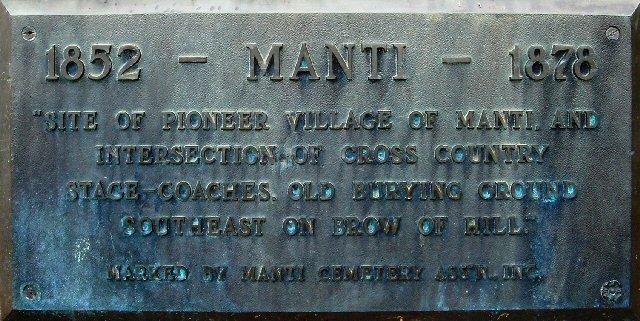 1852 - MANTI - 1878
"SITE OF PIONEER VILLAGE OF MANTI, AND
INTERSECTION OF CROSS COUNTRY
STAGE-COACHES. OLD BURYING GROUND
SOUTHEAST ON BROW OF HILL."
MARKED BY MANTI CEMETERY ASS'N., INC.